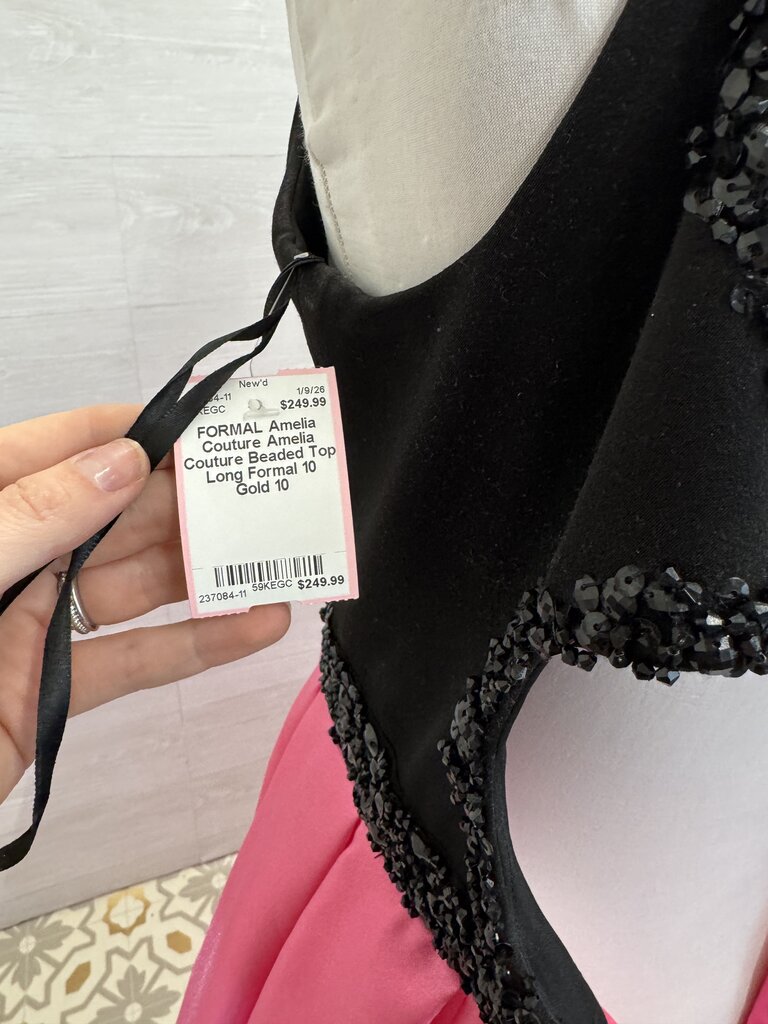 New'd
1/9/26
KEGC $249.99
FORMAL Amelia
Couture Amelia
Couture Beaded Top
Long Formal 10
Gold 10
237084-11 59KEGC $249.99